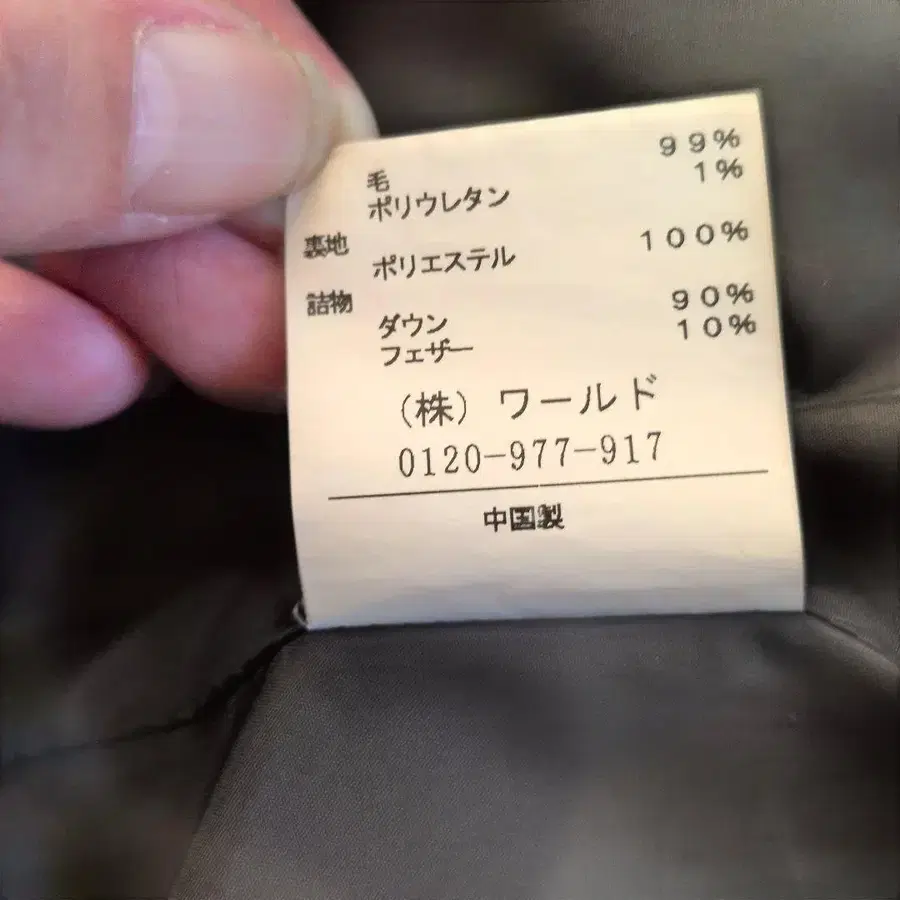 毛 99%
ポリウレタン 1%
裏地
ポリエステル 100%
詰物
ダウン 90%
フェザー 10%
（株）ワールド
0120-977-917
中国製